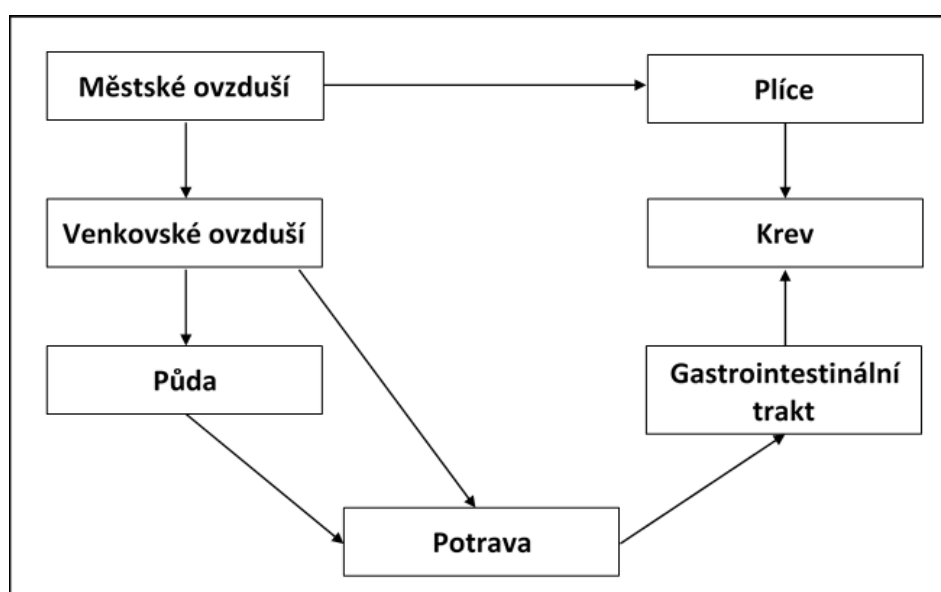 Městské ovzduší
Plíce
Venkovské ovzduší
Krev
Půda
Gastrointestinální
trakt
Potrava